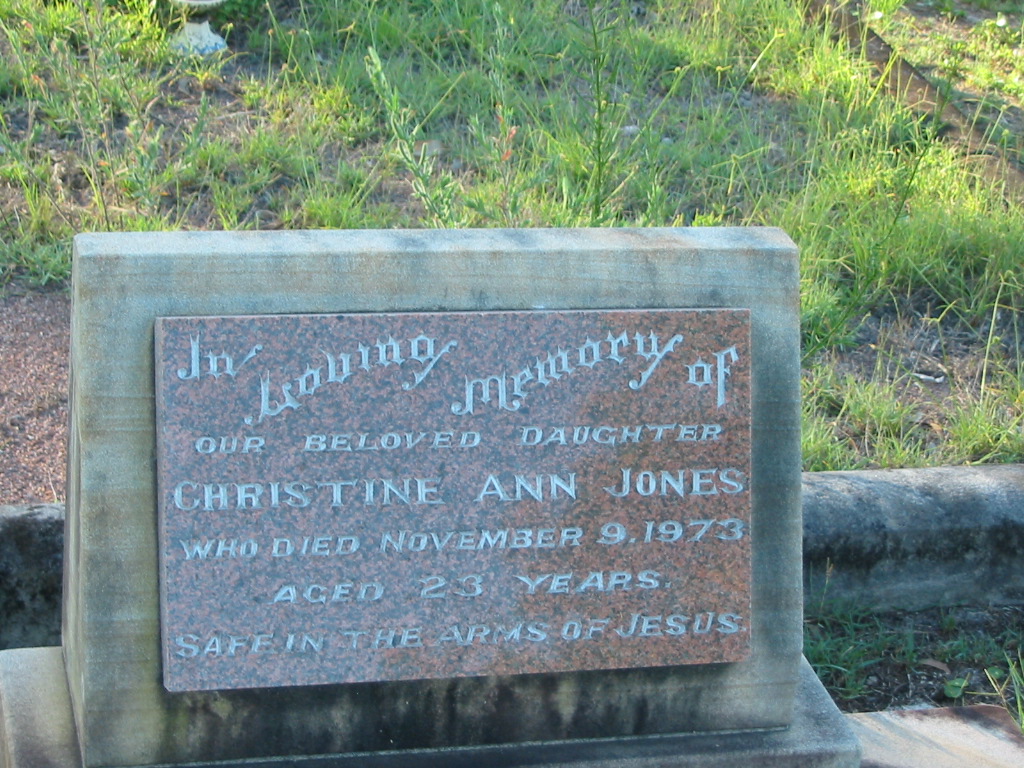 In Loving Memory of
OUR BELOVED DAUGHTER
CHRISTINE ANN JONES
WHO DIED NOVEMBER 9, 1973
AGED 23 YEARS.
SAFE IN THE ARMS OF JESUS.